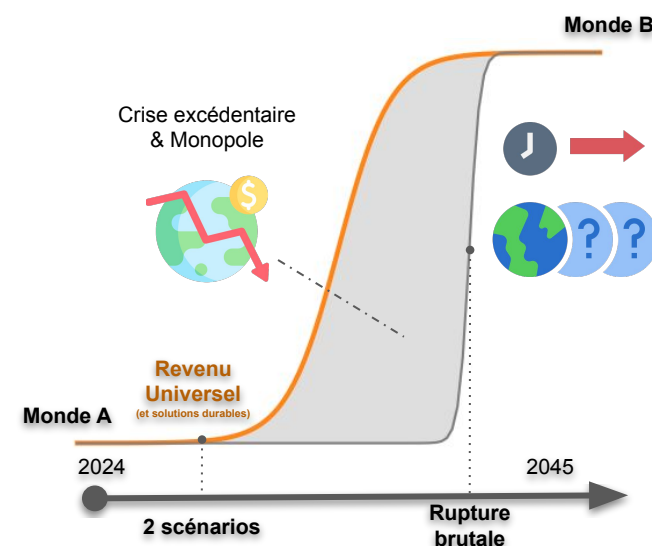 Monde B
Crise excédentaire
& Monopole
$
? ?
Revenu
Universel
(et solutions durables)
Monde A
2024
2045
2 scénarios
Rupture
brutale